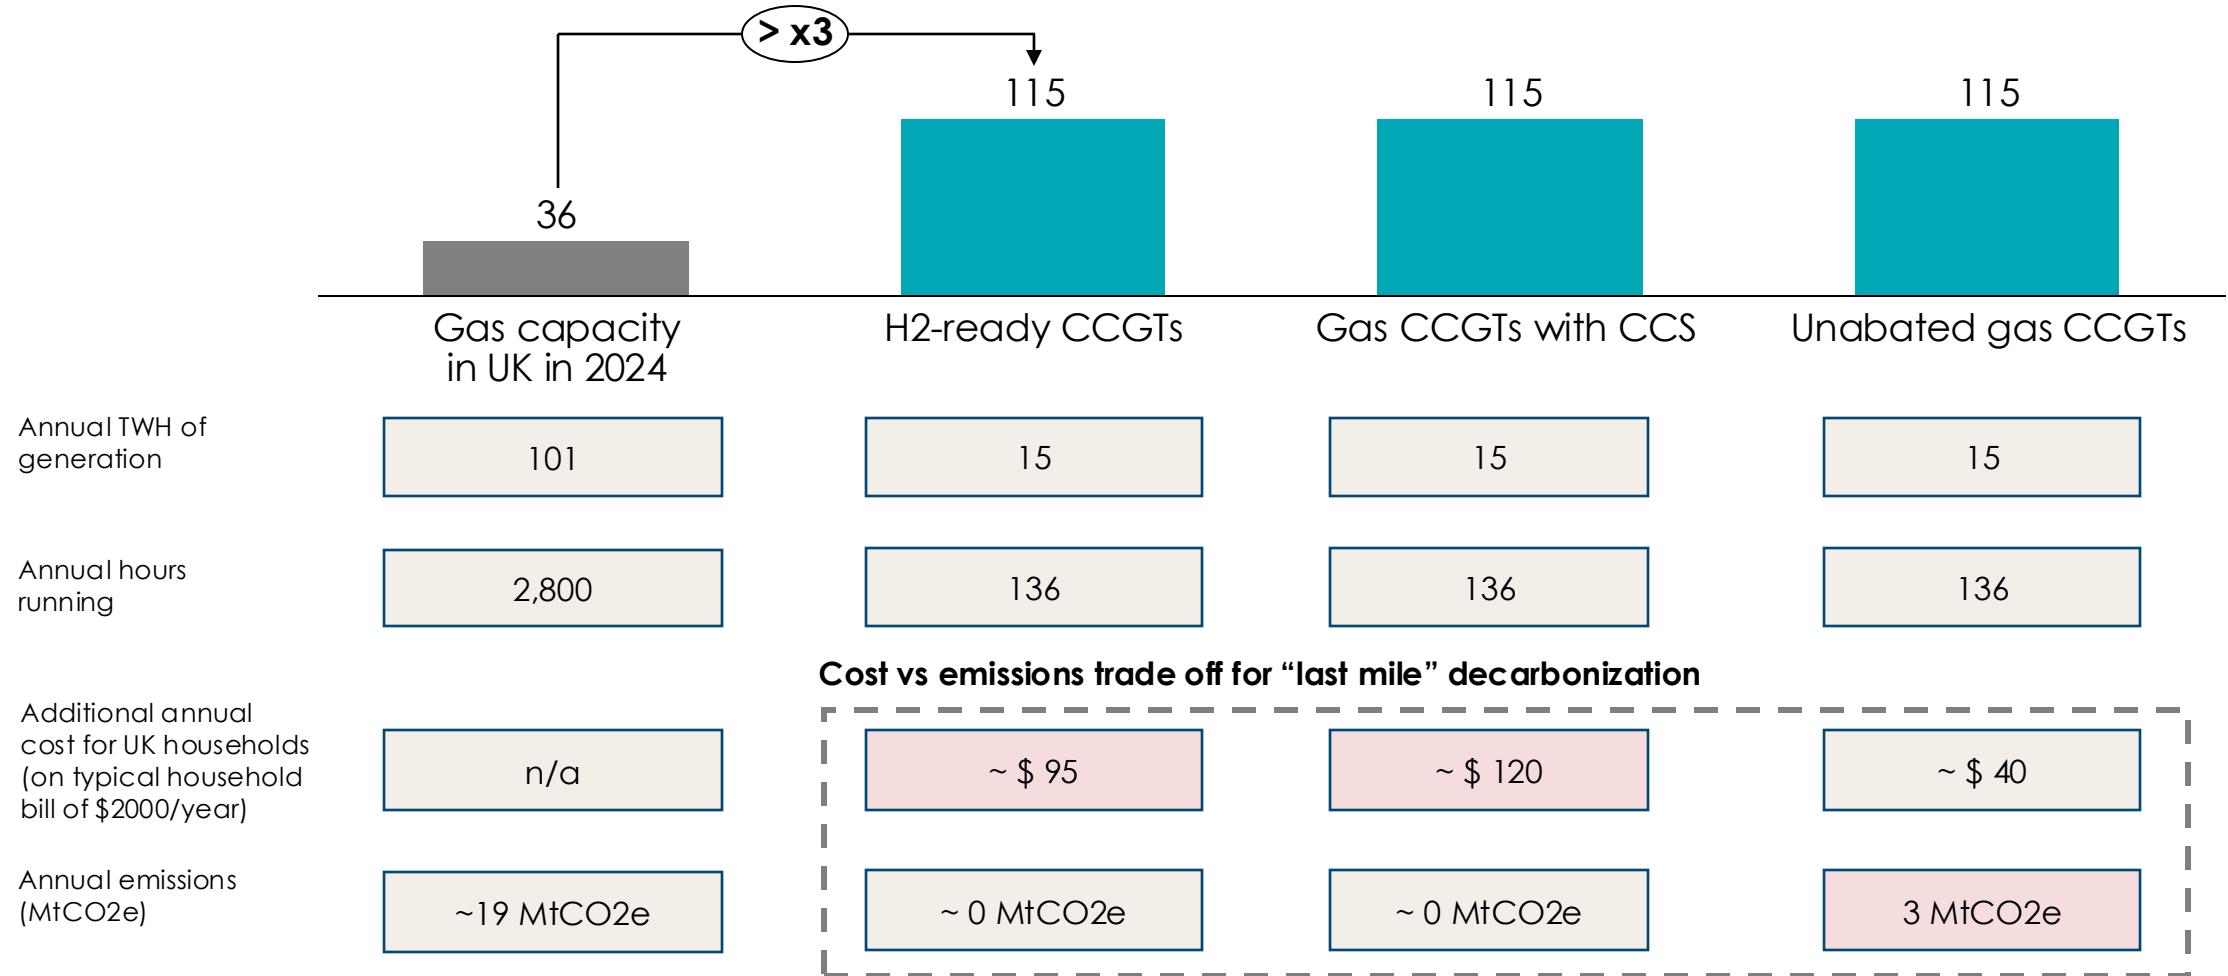 > x3
36
115
115
115
Gas capacity
in UK in 2024
H2-ready CCGTs
Gas CCGTs with CCS
Unabated gas CCGTs
Annual TWH of
generation
101
15
15
15
Annual hours
running
2,800
136
136
136
Cost vs emissions trade off for “last mile” decarbonization
Additional annual
cost for UK households
(on typical household
bill of $2000/year)
n/a
~ $ 95
~ $ 120
~ $ 40
Annual emissions
(MtCO2e)
~19 MtCO2e
~ 0 MtCO2e
~ 0 MtCO2e
3 MtCO2e